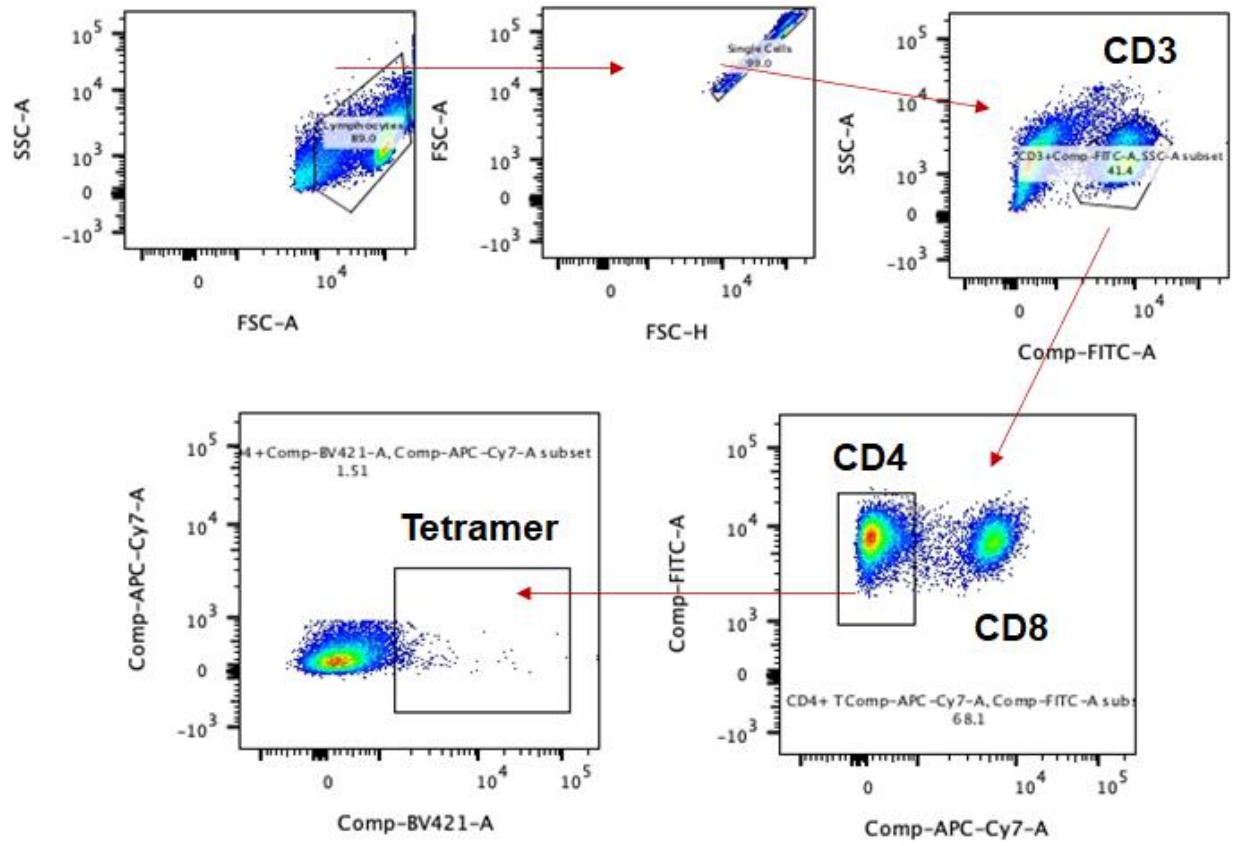 10^5
10^4
10^3
0
-10^3
SSC-A
Lymphocytes
89.0
0
10^4
FSC-A
10^5
10^4
10^3
0
-10^3
FSC-A
Single Cells
99.0
0
10^4
FSC-H
10^5
10^4
10^3
0
-10^3
SSC-A
CD3
CD3+Comp-FITC-A, SSC-A subset
41.4
0
10^4
Comp-FITC-A
10^5
10^4
10^3
0
-10^3
Comp-APC-Cy7-A
4+Comp-BV421-A, Comp-APC-Cy7-A subset
1.51
Tetramer
0
10^4
10^5
Comp-BV421-A
10^5
10^4
10^3
0
-10^3
Comp-FITC-A
CD4
CD8
CD4+ TComp-APC-Cy7-A, Comp-FITC-A subs
68.1
0
10^4
10^5
Comp-APC-Cy7-A